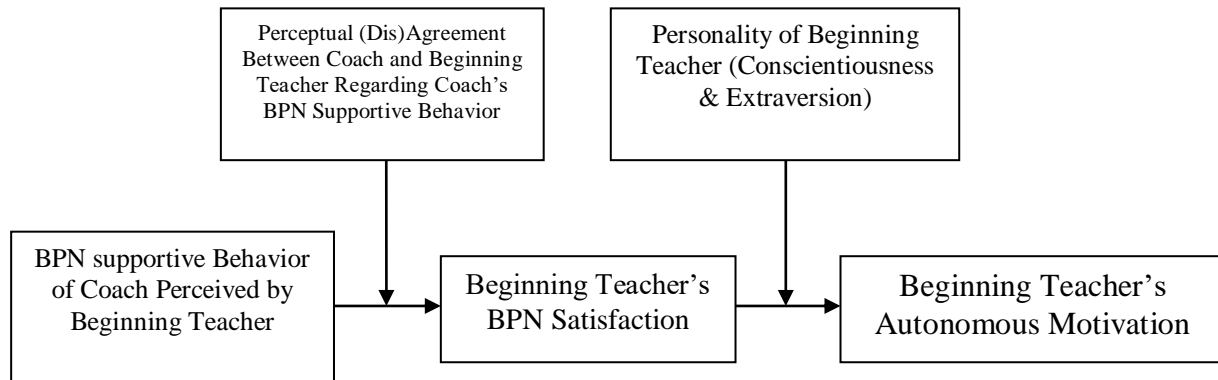 Perceptual (Dis)Agreement
Between Coach and Beginning
Teacher Regarding Coach’s
BPN Supportive Behavior
Personality of Beginning
Teacher (Conscientiousness
& Extraversion)
BPN supportive Behavior
of Coach Perceived by
Beginning Teacher
Beginning Teacher’s
BPN Satisfaction
Beginning Teacher’s
Autonomous Motivation